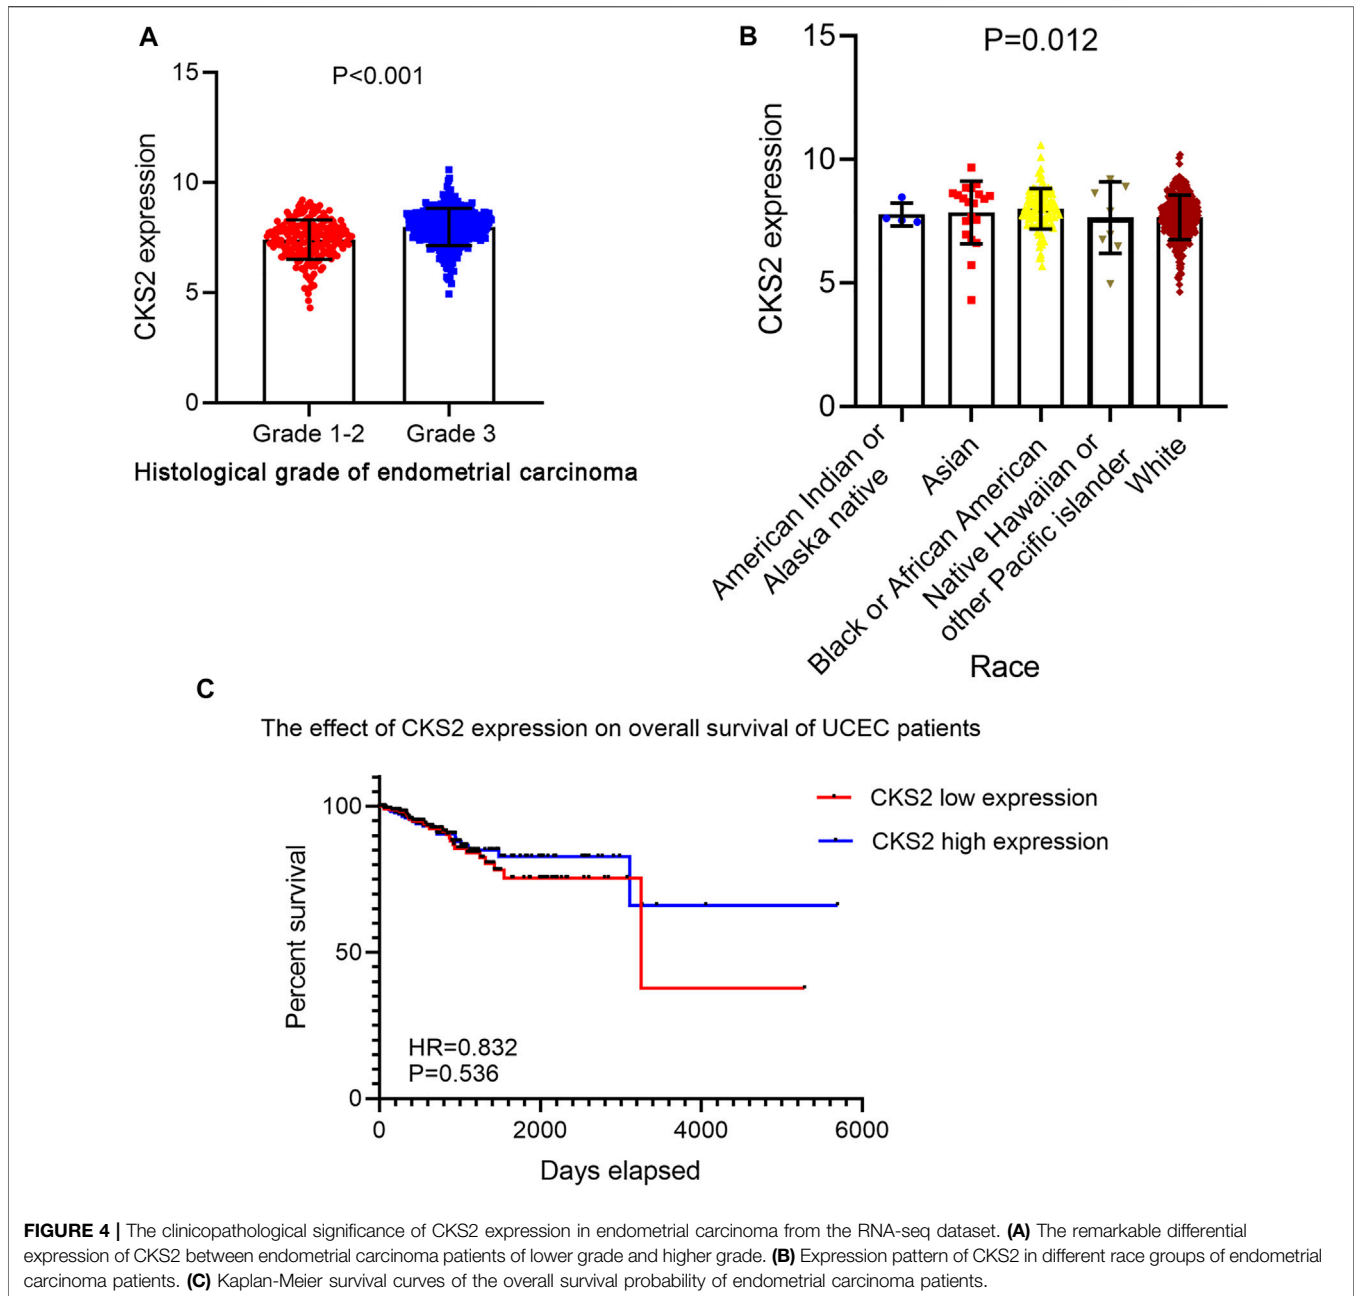 A
P<0.001
15
10
5
0
CKS2 expression
Grade 1-2
Grade 3
Histological grade of endometrial carcinoma
B
P=0.012
15
10
5
0
CKS2 expression
American Indian or
Alaska native
Asian
Black or African American
Native Hawaiian or
other Pacific islander
White
Race
C
The effect of CKS2 expression on overall survival of UCEC patients
CKS2 low expression
CKS2 high expression
100
50
0
Percent survival
HR=0.832
P=0.536
0
2000
4000
6000
Days elapsed
FIGURE 4 | The clinicopathological significance of CKS2 expression in endometrial carcinoma from the RNA-seq dataset. (A) The remarkable differential
expression of CKS2 between endometrial carcinoma patients of lower grade and higher grade. (B) Expression pattern of CKS2 in different race groups of endometrial
carcinoma patients. (C) Kaplan-Meier survival curves of the overall survival probability of endometrial carcinoma patients.